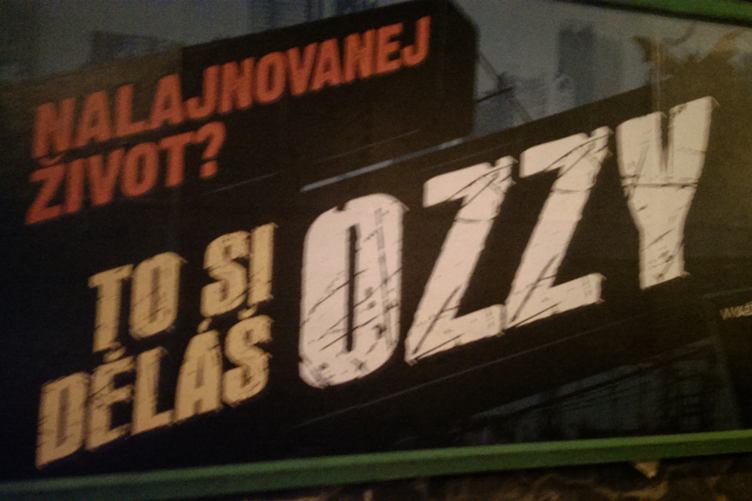 NALAJNOVANEJ
ŽIVOT?
TO SI
DĚLÁŠ
OZZY